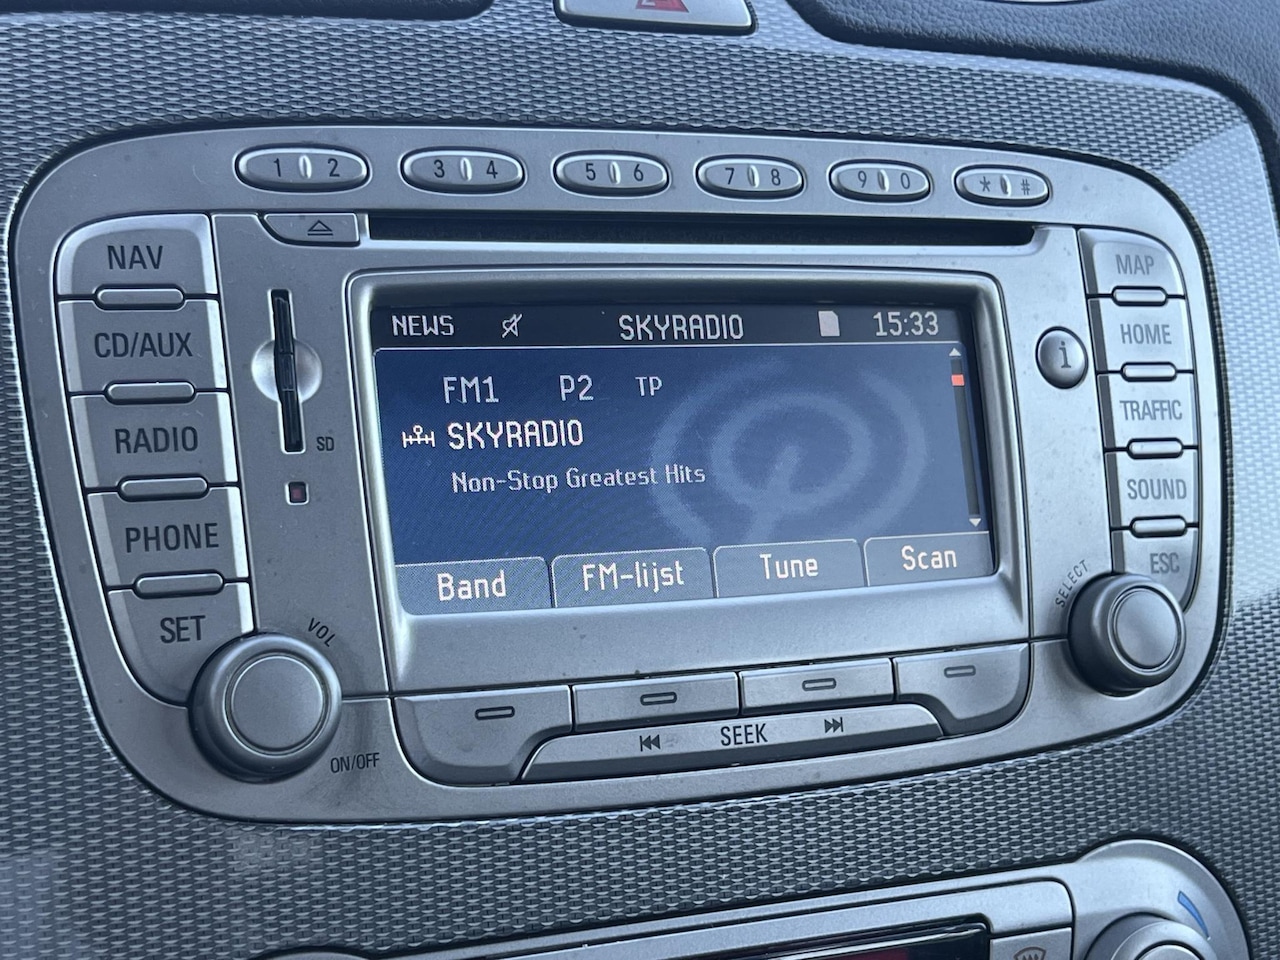 1 2 3 4 5 6 7 8 9 0 * #
NAV
CD/AUX
RADIO
PHONE
SET
SD
VOL
ON/OFF
NEWS SKYRADIO 15:33
FM1 P2 TP
SKYRADIO
Non-Stop Greatest Hits
Band FM-lijst Tune Scan
SEEK
i
MAP
HOME
TRAFFIC
SOUND
ESC
SELECT